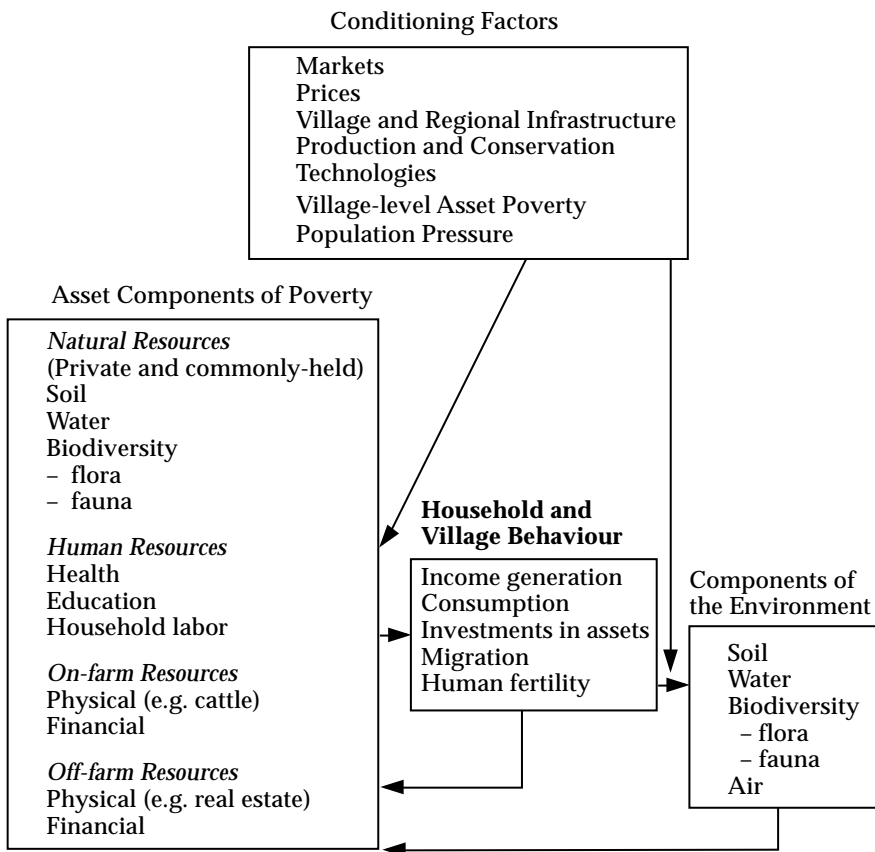 Conditioning Factors
Markets
Prices
Village and Regional Infrastructure
Production and Conservation
Technologies
Village-level Asset Poverty
Population Pressure
Asset Components of Poverty
Natural Resources
(Private and commonly-held)
Soil
Water
Biodiversity
– flora
– fauna
Human Resources
Health
Education
Household labor
On-farm Resources
Physical (e.g. cattle)
Financial
Off-farm Resources
Physical (e.g. real estate)
Financial
Household and
Village Behaviour
Income generation
Consumption
Investments in assets
Migration
Human fertility
Components of
the Environment
Soil
Water
Biodiversity
– flora
– fauna
Air